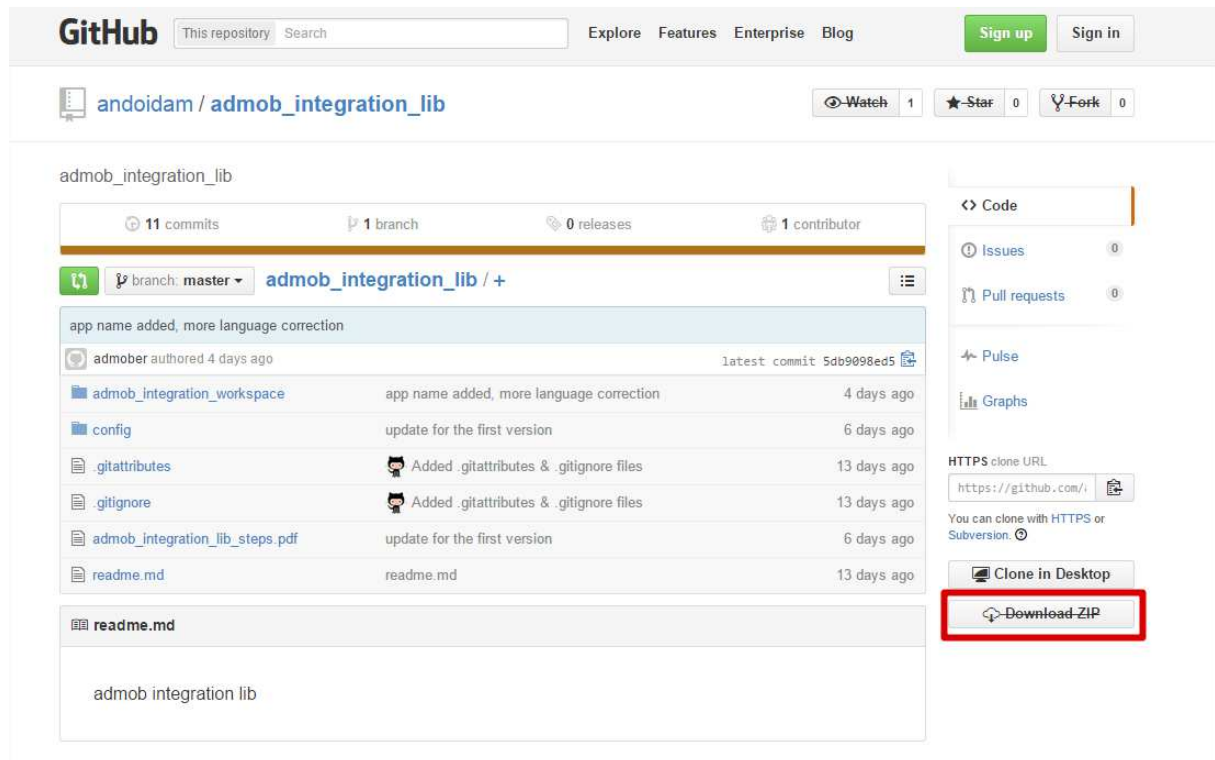 GitHub This repository Search Explore Features Enterprise Blog Sign up Sign in
andoidam / admob_integration_lib Watch 1 Star 0 Fork 0
admob_integration_lib
11 commits 1 branch 0 releases 1 contributor
branch: master admob_integration_lib / +
app name added, more language correction
admober authored 4 days ago latest commit 5db9098ed5
admob_integration_workspace app name added, more language correction 4 days ago
config update for the first version 6 days ago
.gitattributes Added .gitattributes & .gitignore files 13 days ago
.gitignore Added .gitattributes & .gitignore files 13 days ago
admob_integration_lib_steps.pdf update for the first version 6 days ago
readme.md readme.md 13 days ago
readme.md
admob integration lib
Code
Issues 0
Pull requests 0
Pulse
Graphs
HTTPS clone URL
https://github.com/
You can clone with HTTPS or
Subversion.
Clone in Desktop
Download ZIP